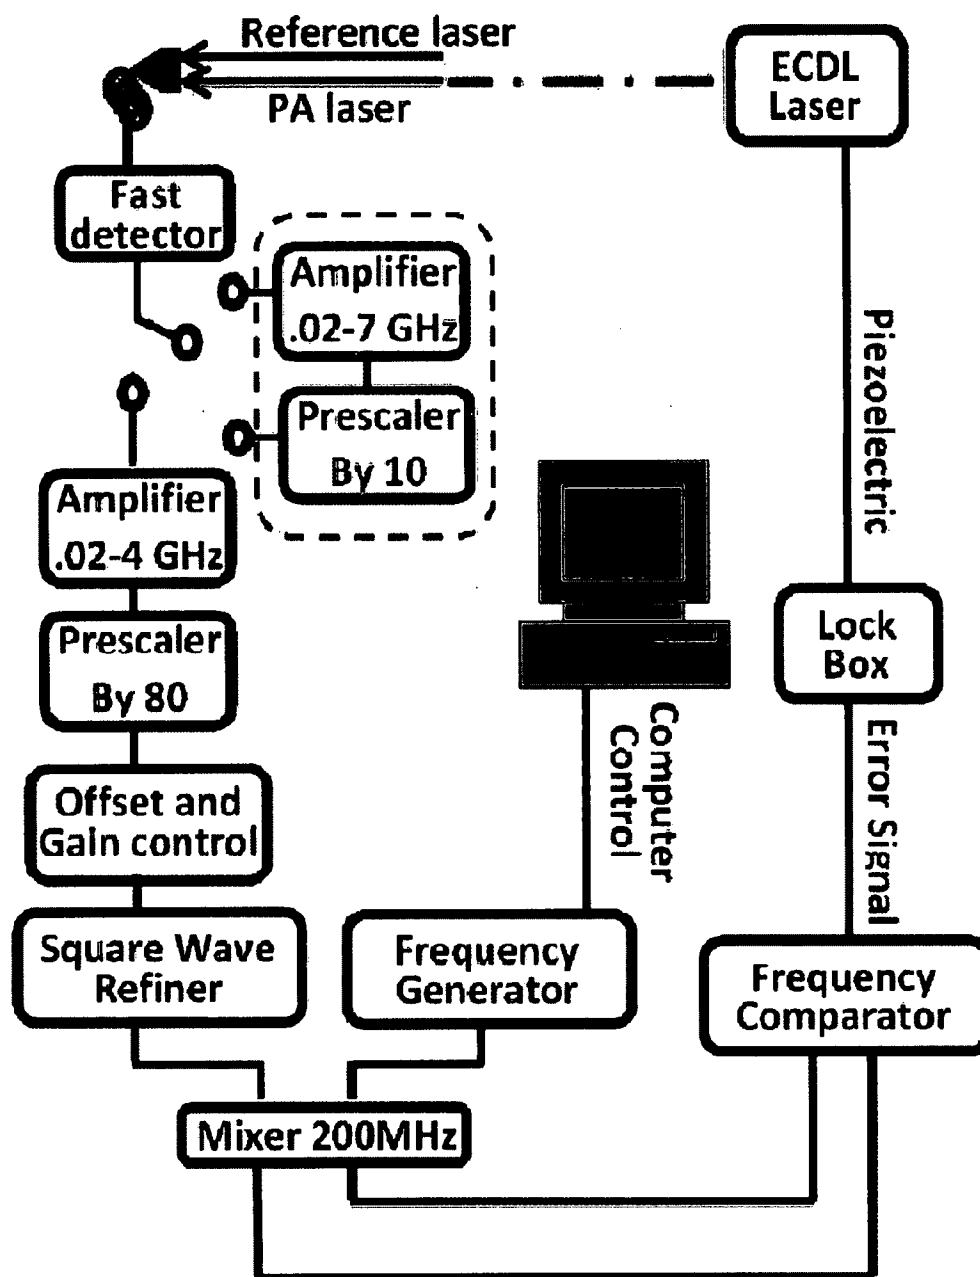 Reference laser
PA laser
ECDL
Laser
Fast
detector
Amplifier
.02-7 GHz
Prescaler
By 10
Piezoelectric
Amplifier
.02-4 GHz
Prescaler
By 80
Lock
Box
Computer
Control
Error Signal
Offset and
Gain control
Square Wave
Refiner
Frequency
Generator
Frequency
Comparator
Mixer 200MHz